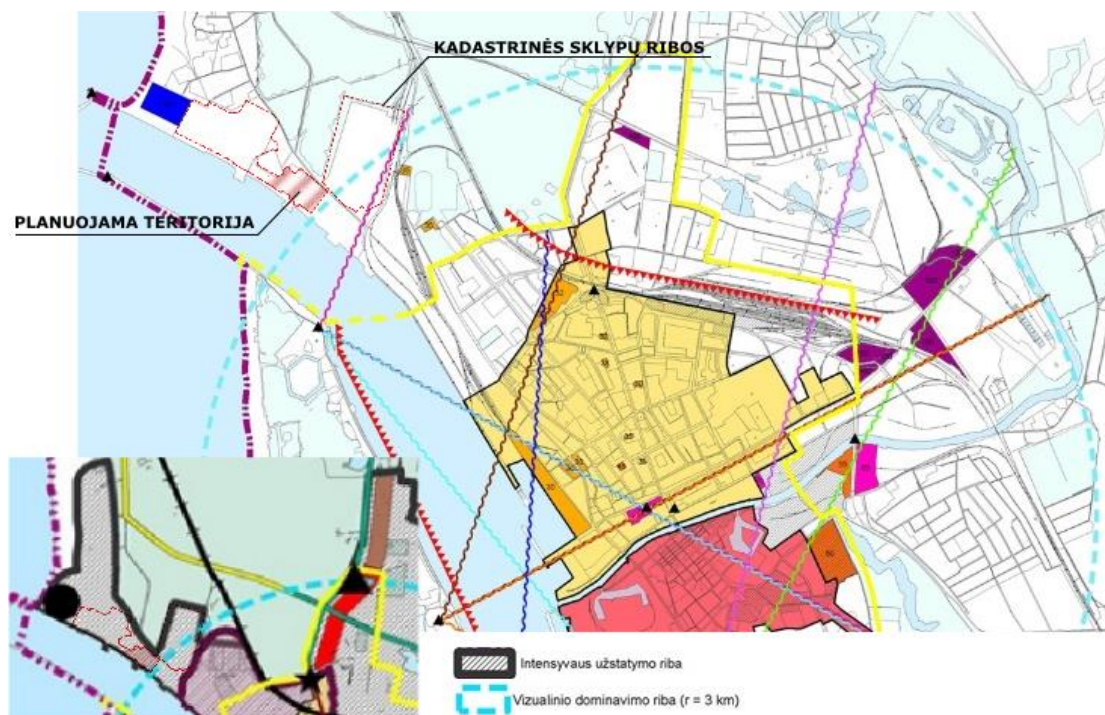 KADASTRINĖS SKLYPŲ RIBOS
PLANUOJAMA TERITORIJA
Intensyvaus užstatymo riba
Vizualinio dominavimo riba (r = 3 km)